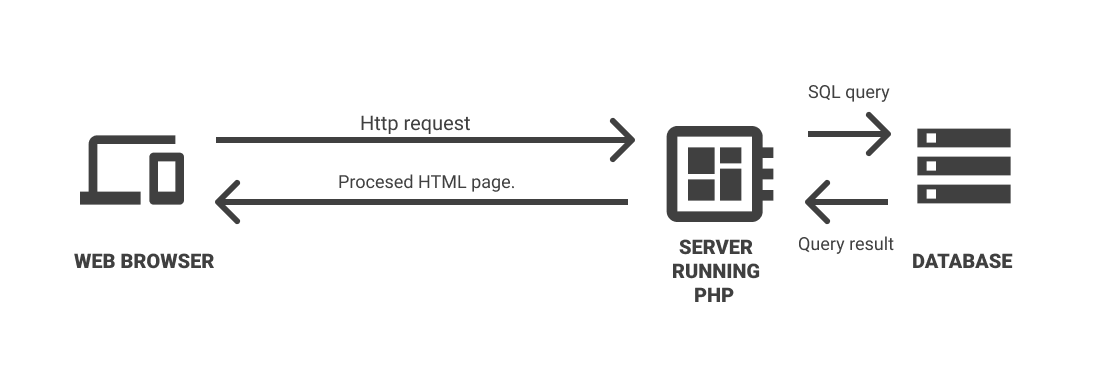 SQL query
Http request
Procesed HTML page.
Query result
WEB BROWSER
SERVER
RUNNING
PHP
DATABASE